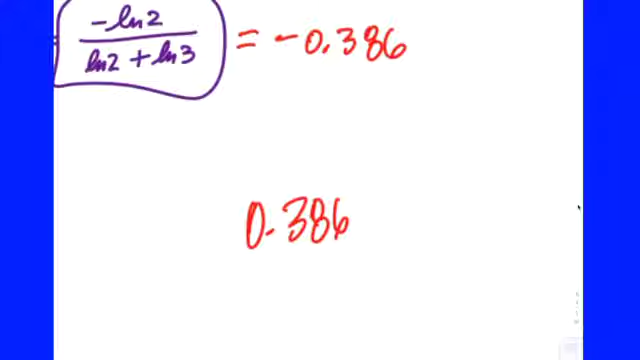 = -ln2 / (ln2 + ln3) = -0.386
0.386